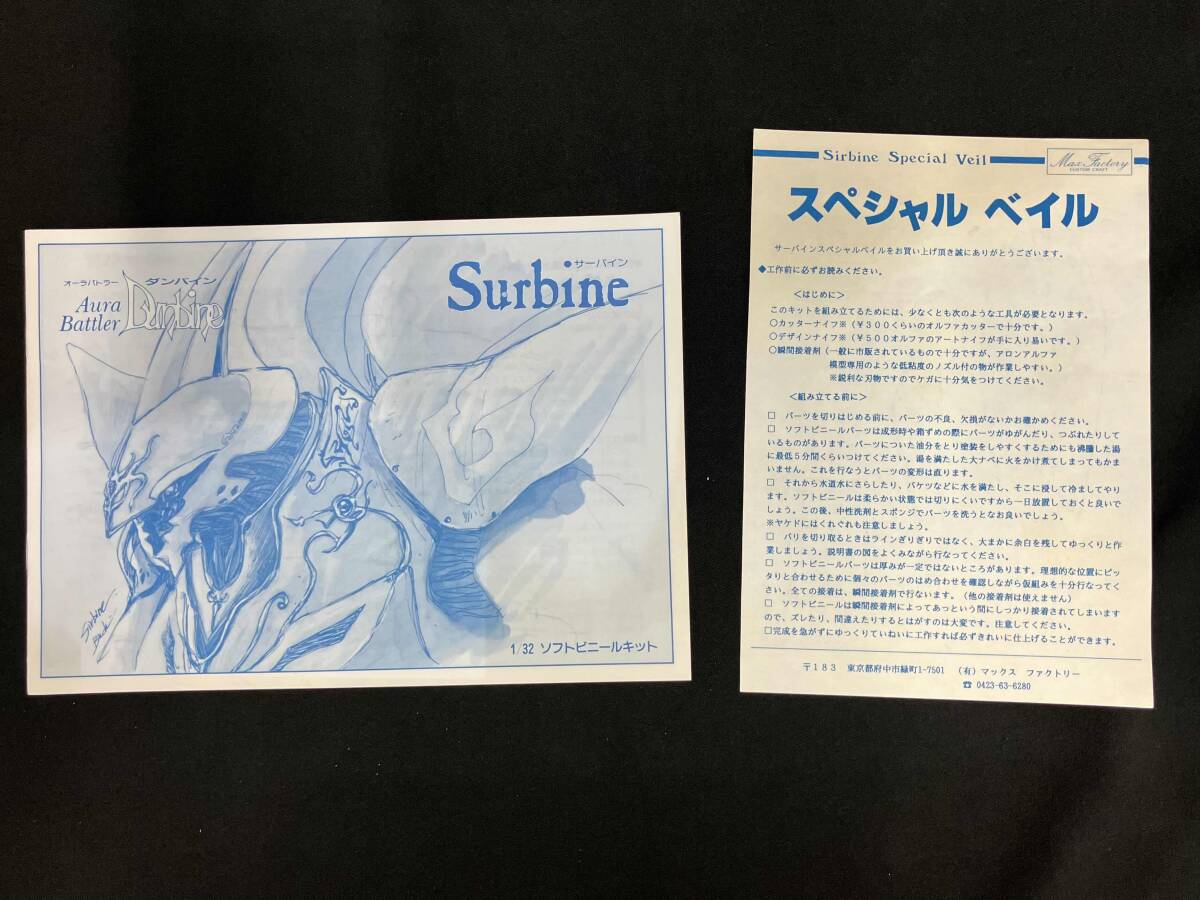 オーラバトラー ダンバイン
Aura
Battler Dunbine
●サーバイン
Surbine
Sirbine
Back
1/32 ソフトビニールキット
Sirbine Special Veil
Max Factory
CUSTOM CRAFT
スペシャル ベイル
サーバインスペシャルベイルをお買い上げ頂き誠にありがとうございます。
◆工作前に必ずお読みください。
<はじめに>
このキットを組み立てるためには、少なくとも次のような工具が必要となります。
○カッターナイフ※(¥300くらいのオルファカッターで十分です。)
○デザインナイフ※(¥500オルファのアートナイフが手に入り易いです。)
○瞬間接着剤(一般に市販されているもので十分ですが、アロンアルファ
模型専用のような低粘度のノズル付の物が作業しやすい。)
※鋭利な刃物ですのでケガに十分気をつけてください。
<組み立てる前に>
□ パーツを切りはじめる前に、パーツの不良、欠損がないかお確かめください。
□ ソフトビニールパーツは成形時や箱ずめの際にパーツがゆがんだり、つぶれたりして
いるものがあります。パーツについた油分をとり塗装をしやすくするためにも沸騰した湯
に最低5分間くらいつけてください。湯を満たした大ナベに火をかけ煮てしまってもかま
いません。これを行なうとパーツの変形は直ります。
□ それから水道水にさらしたり、バケツなどに水を満たし、そこに浸して冷ましてやり
ます。ソフトビニールは柔らかい状態では切りにくいですから一日放置しておくと良いで
しょう。この後、中性洗剤とスポンジでパーツを洗うとなお良いでしょう。
※ヤケドにはくれぐれも注意しましょう。
□ バリを切り取るときはラインぎりぎりではなく、大まかに余白を残してゆっくりと作
業しましょう。説明書の図をよくみながら行なってください。
□ ソフトビニールパーツは厚みが一定ではないところがあります。理想的な位置にピッ
タリと合わせるために個々のパーツのはめ合わせを確認しながら仮組みを十分行なってく
さい。全ての接着は、瞬間接着剤で行ないます。(他の接着剤は使えません)
□ ソフトビニールは瞬間接着剤によってあっという間にしっかり接着されてしまいます
ので、ズレたり、間違えたりするとはがすのは大変です。注意してください。
□完成を急がずにゆっくりていねいに工作すれば必ずきれいに仕上げることができます。
〒183 東京都府中市緑町1-7501 (有)マックス ファクトリー
☎ 0423-63-6280